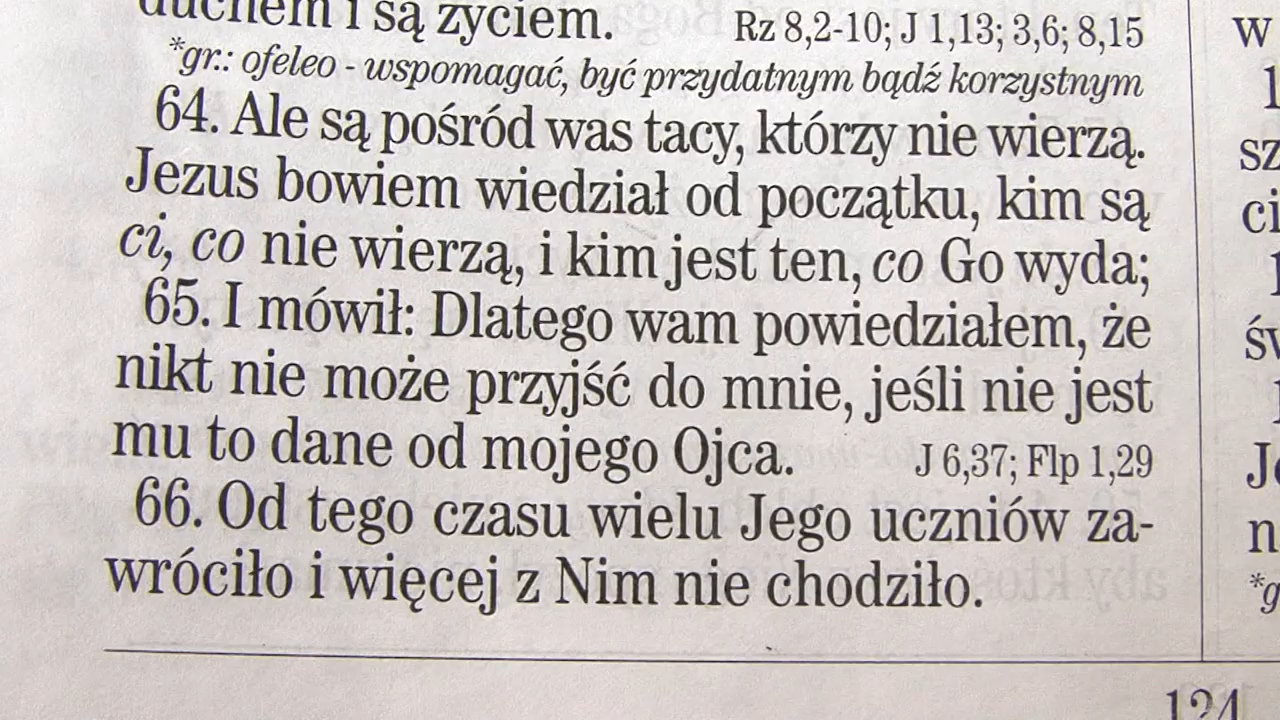 duchem i są życiem. Rz 8,2-10; J 1,13; 3,6; 8,15
*gr.: ofeleo - wspomagać, być przydatnym bądź korzystnym
64. Ale są pośród was tacy, którzy nie wierzą.
Jezus bowiem wiedział od początku, kim są
ci, co nie wierzą, i kim jest ten, co Go wyda;
65. I mówił: Dlatego wam powiedziałem, że
nikt nie może przyjść do mnie, jeśli nie jest
mu to dane od mojego Ojca. J 6,37; Flp 1,29
66. Od tego czasu wielu Jego uczniów za-
wróciło i więcej z Nim nie chodziło.
124
w
sz
ci
n
*g